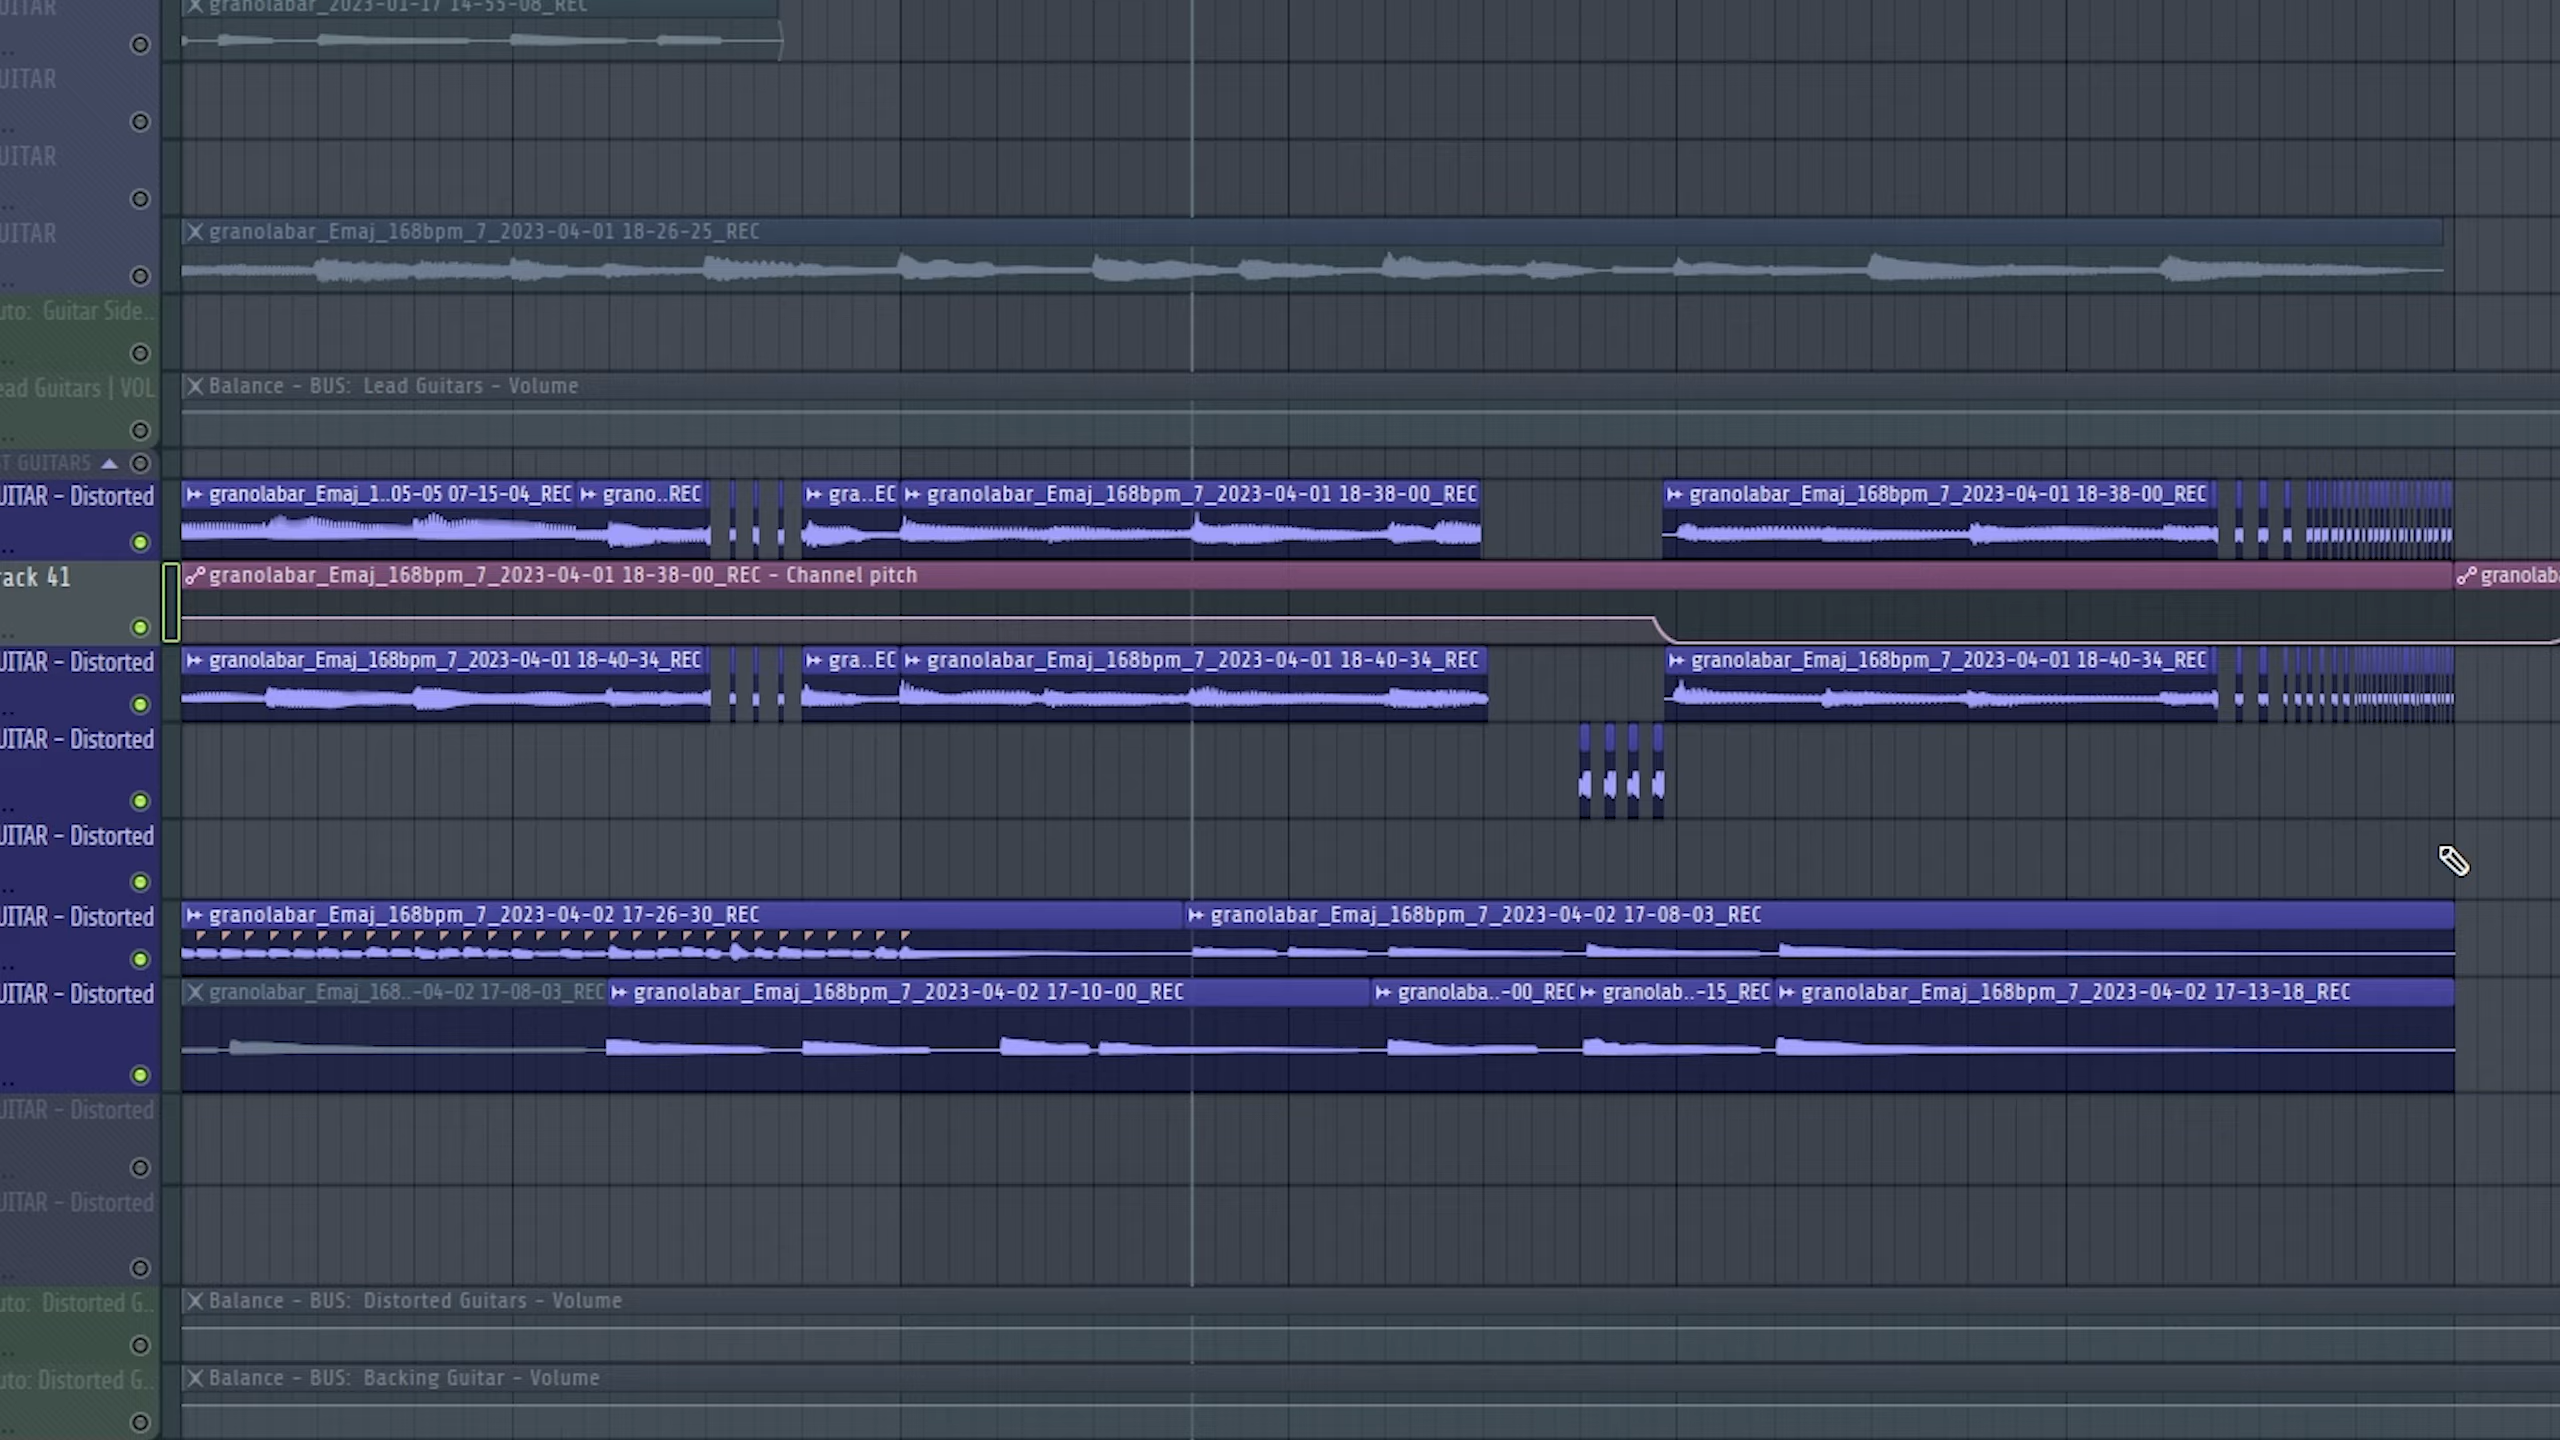 UITAR
granolabar_2023-01-17 14-55-08_REC
UITAR
UITAR
UITAR
granolabar_Emaj_168bpm_7_2023-04-01 18-26-25_REC
uto: Guitar Side..
ead Guitars | VOL
Balance - BUS: Lead Guitars - Volume
T GUITARS
UITAR - Distorted
granolabar_Emaj_1..05-05 07-15-04_REC
grano..REC
gra..EC
granolabar_Emaj_168bpm_7_2023-04-01 18-38-00_REC
granolabar_Emaj_168bpm_7_2023-04-01 18-38-00_REC
rack 41
granolabar_Emaj_168bpm_7_2023-04-01 18-38-00_REC - Channel pitch
granolab
UITAR - Distorted
granolabar_Emaj_168bpm_7_2023-04-01 18-40-34_REC
gra..EC
granolabar_Emaj_168bpm_7_2023-04-01 18-40-34_REC
granolabar_Emaj_168bpm_7_2023-04-01 18-40-34_REC
UITAR - Distorted
UITAR - Distorted
UITAR - Distorted
granolabar_Emaj_168bpm_7_2023-04-02 17-26-30_REC
granolabar_Emaj_168bpm_7_2023-04-02 17-08-03_REC
UITAR - Distorted
granolabar_Emaj_168..-04-02 17-08-03_REC
granolabar_Emaj_168bpm_7_2023-04-02 17-10-00_REC
granolaba..-00_REC
granolab..-15_REC
granolabar_Emaj_168bpm_7_2023-04-02 17-13-18_REC
UITAR - Distorted
UITAR - Distorted
uto: Distorted G..
Balance - BUS: Distorted Guitars - Volume
uto: Distorted G..
Balance - BUS: Backing Guitar - Volume